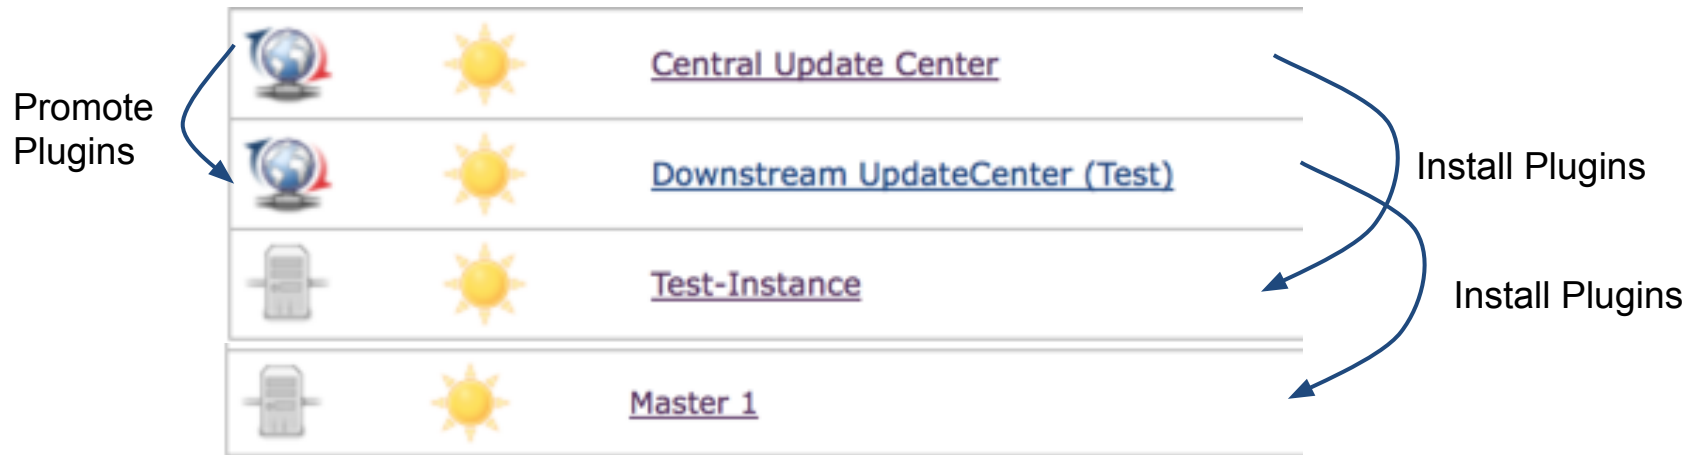 Central Update Center
Promote
Plugins
Install Plugins
Downstream UpdateCenter (Test)
Test-Instance
Install Plugins
Master 1